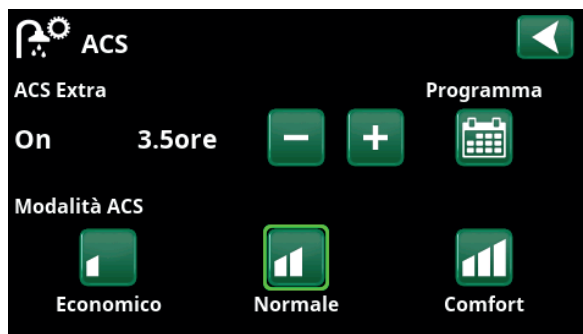 ACS
ACS Extra
Programma
On 3.5ore
Modalità ACS
Economico Normale Comfort